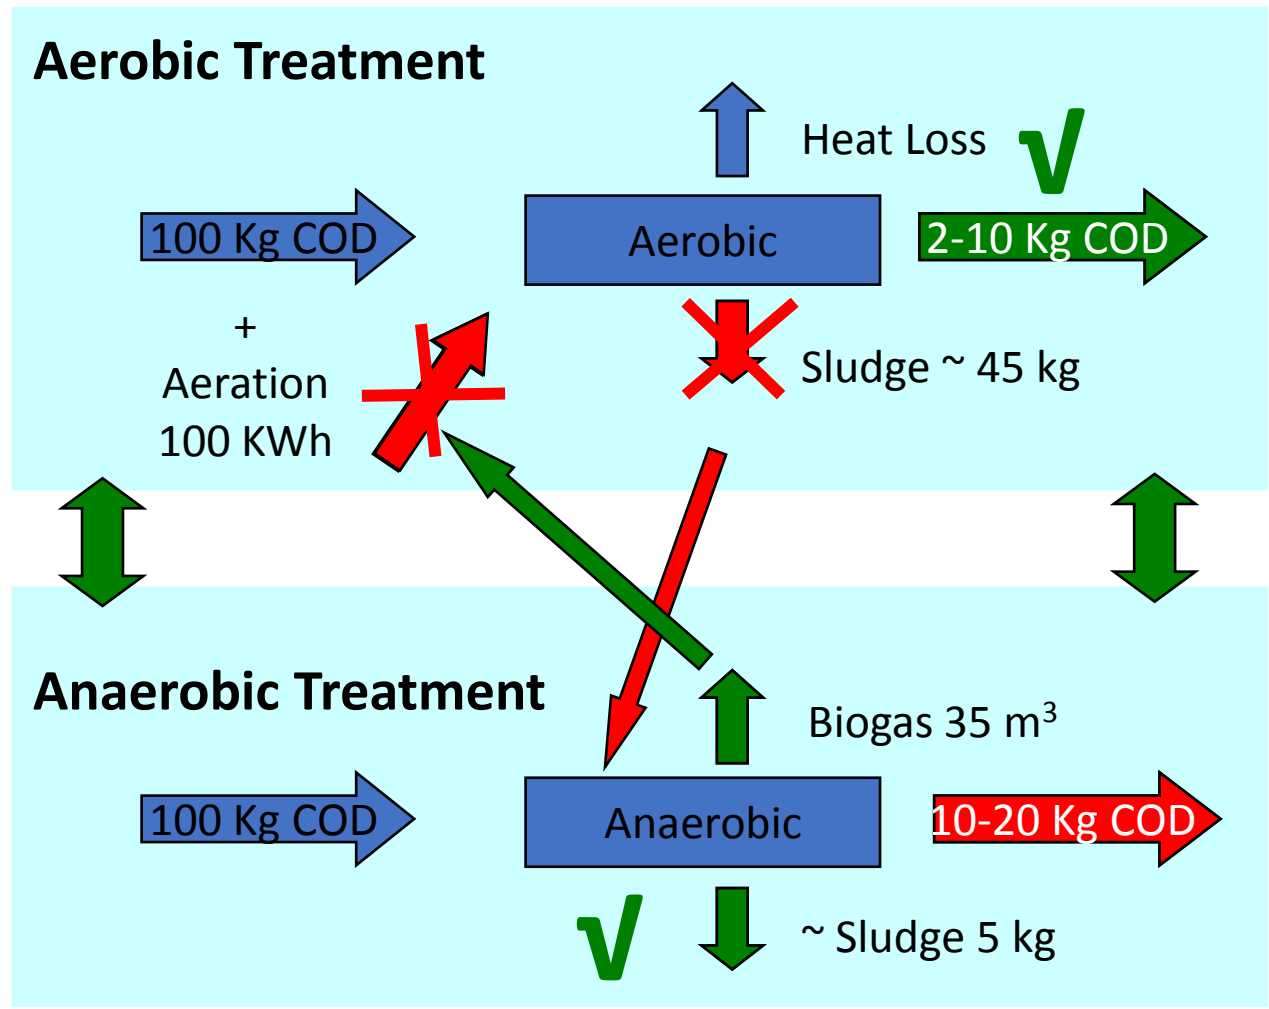 Aerobic Treatment
Heat Loss √
100 Kg COD
Aerobic
2-10 Kg COD
+
Aeration
100 KWh
Sludge ~ 45 kg
Anaerobic Treatment
Biogas 35 m³
100 Kg COD
Anaerobic
10-20 Kg COD
√
~ Sludge 5 kg